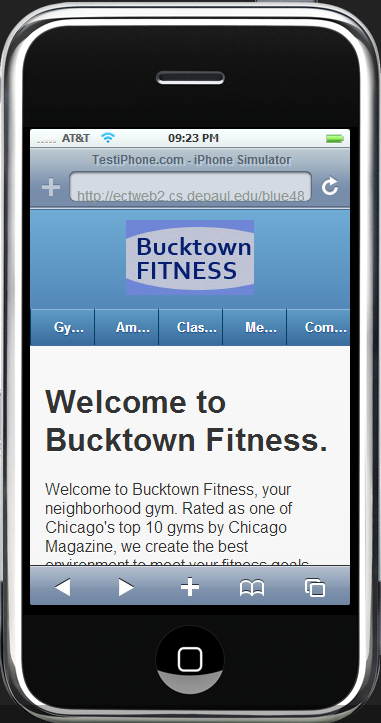 AT&T 09:23 PM
TestiPhone.com - iPhone Simulator
http://ectweb2.cs.depaul.edu/blue48
Bucktown
FITNESS
Gy... Am... Clas... Me... Com...
Welcome to
Bucktown Fitness.
Welcome to Bucktown Fitness, your
neighborhood gym. Rated as one of
Chicago's top 10 gyms by Chicago
Magazine, we create the best
environment to meet your fitness goals